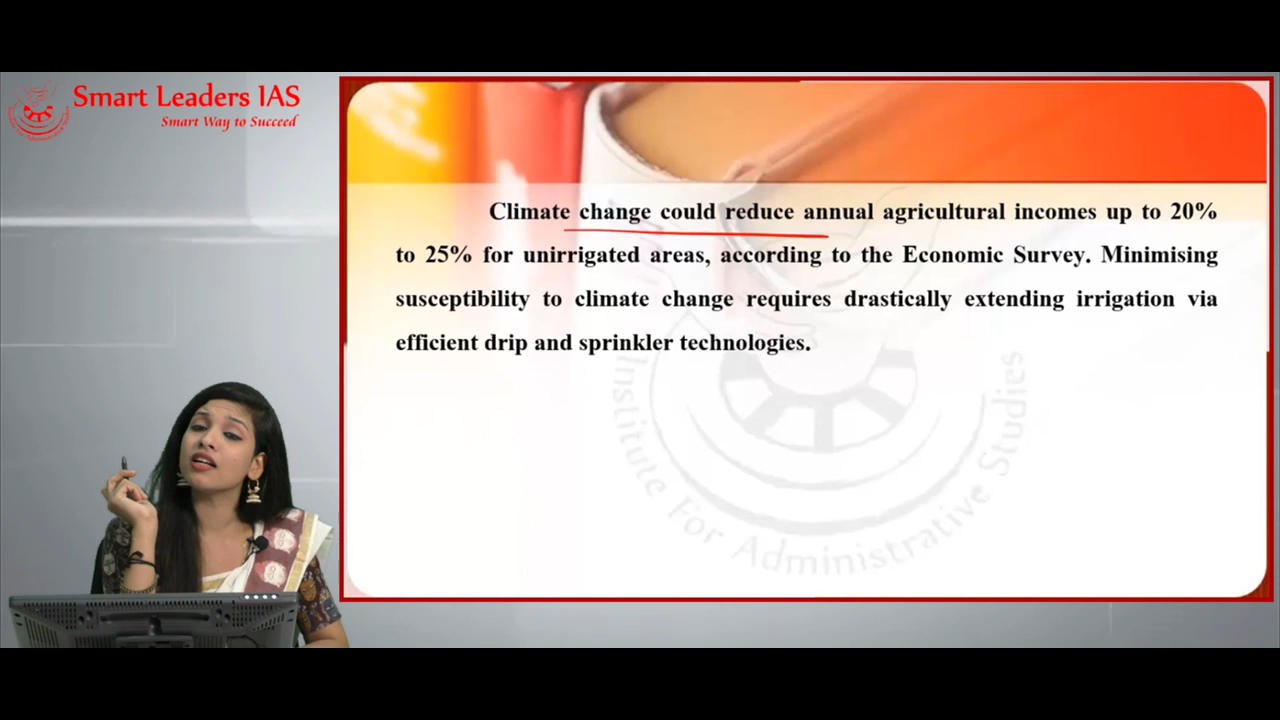 Smart Leaders IAS
Smart Way to Succeed
Climate change could reduce annual agricultural incomes up to 20%
to 25% for unirrigated areas, according to the Economic Survey. Minimising
susceptibility to climate change requires drastically extending irrigation via
efficient drip and sprinkler technologies.
Institute For Administrative Studies